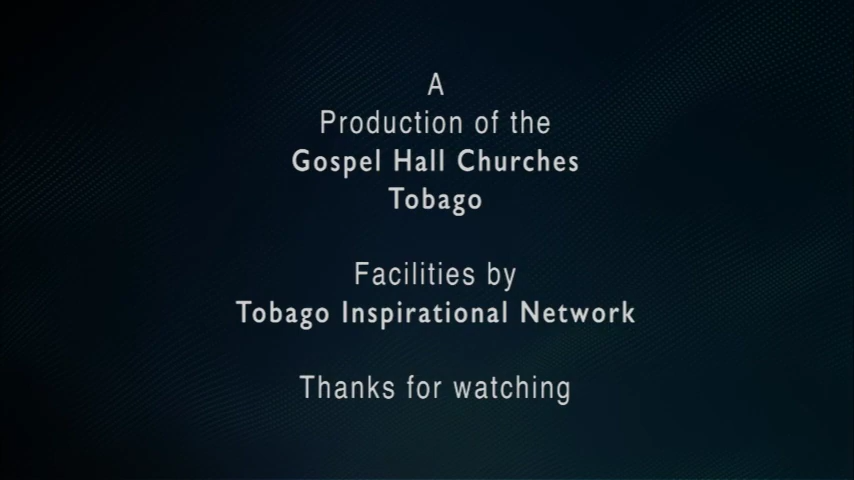 A
Production of the
Gospel Hall Churches
Tobago
Facilities by
Tobago Inspirational Network
Thanks for watching